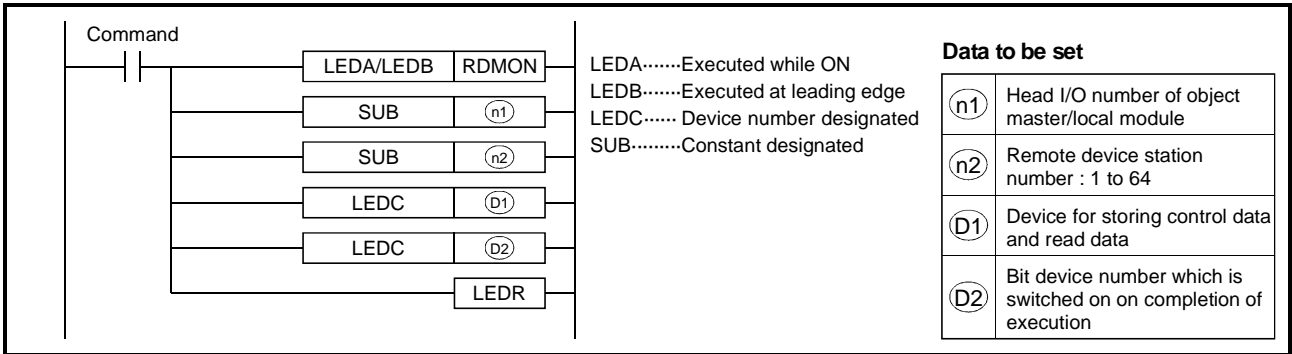 Command
LEDA/LEDB RDMON
SUB n1
SUB n2
LEDC D1
LEDC D2
LEDR
LEDA·······Executed while ON
LEDB·······Executed at leading edge
LEDC······ Device number designated
SUB·········Constant designated
Data to be set
n1 Head I/O number of object
master/local module
n2 Remote device station
number : 1 to 64
D1 Device for storing control data
and read data
D2 Bit device number which is
switched on on completion of
execution